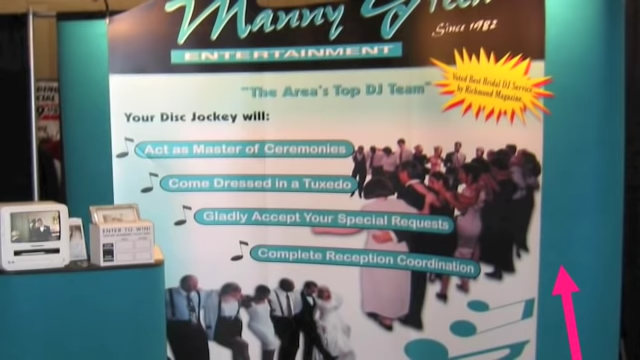 Manny Green
Since 1982
ENTERTAINMENT
"The Area's Top DJ Team"
Voted Best Bridal DJ Service
by Richmond Magazine
Your Disc Jockey will:
Act as Master of Ceremonies
Come Dressed in a Tuxedo
Gladly Accept Your Special Requests
Complete Reception Coordination
ENTER TO WIN!